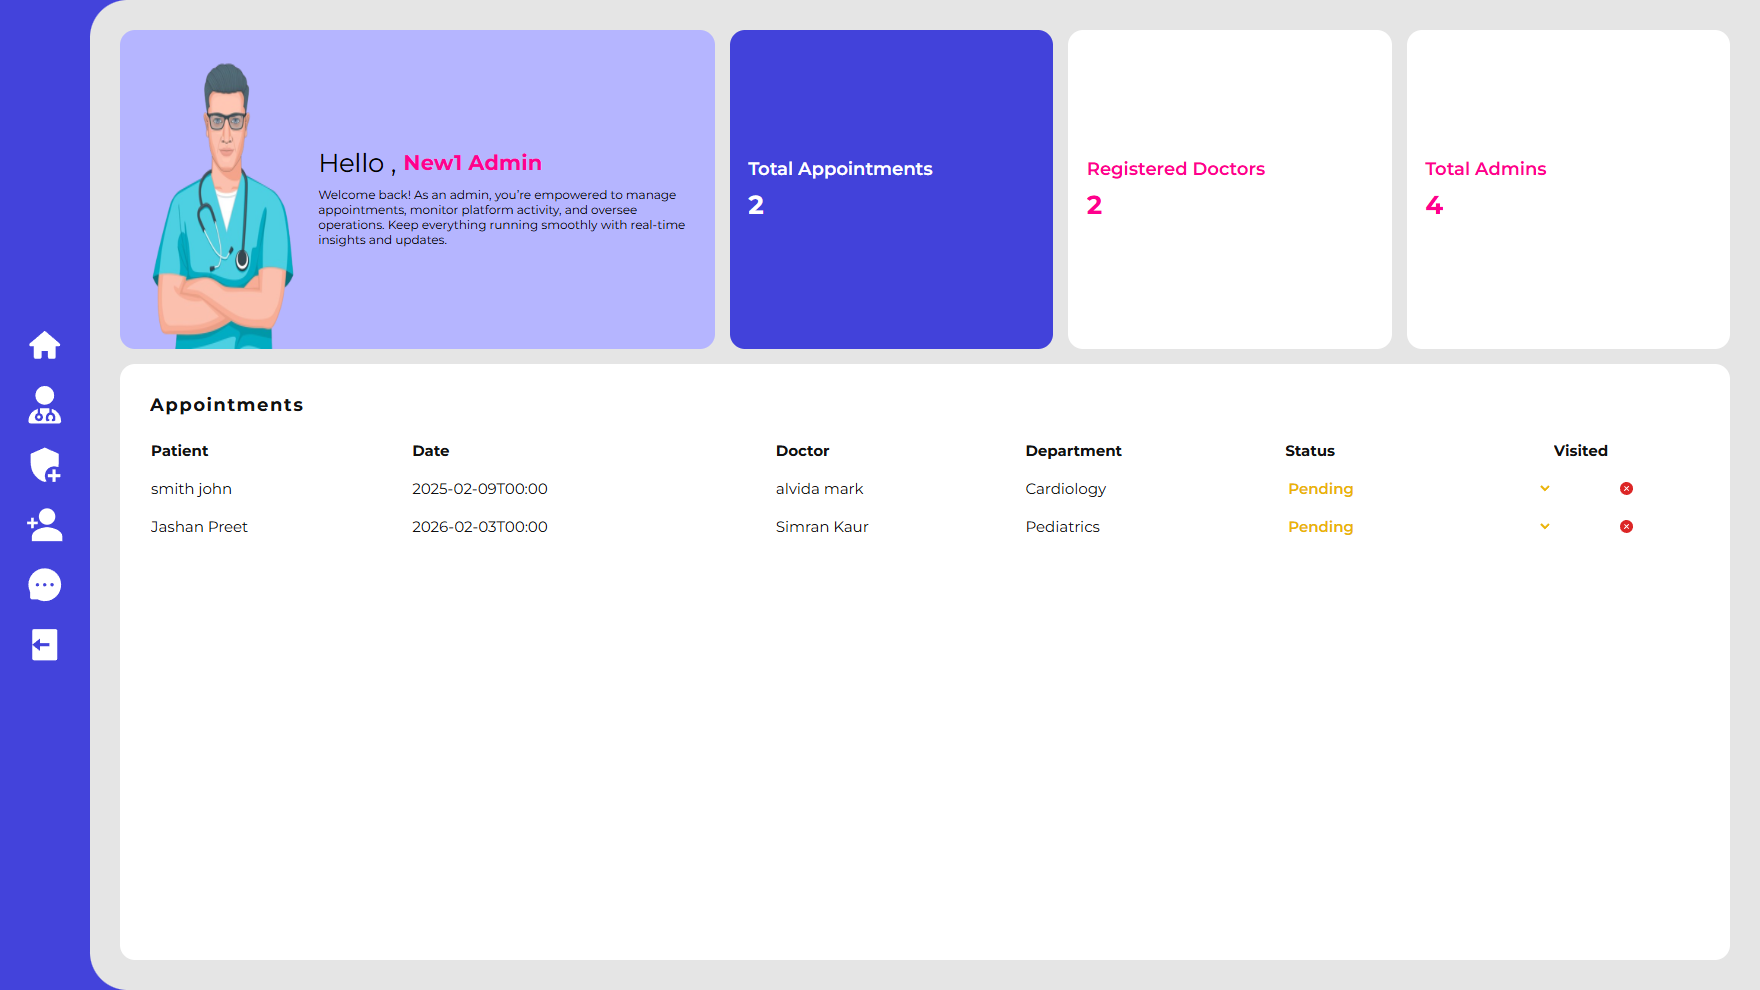 Hello , New1 Admin
Welcome back! As an admin, you're empowered to manage
appointments, monitor platform activity, and oversee
operations. Keep everything running smoothly with real-time
insights and updates.
Total Appointments
2
Registered Doctors
2
Total Admins
4
Appointments
Patient Date Doctor Department Status Visited
smith john 2025-02-09T00:00 alvida mark Cardiology Pending
Jashan Preet 2026-02-03T00:00 Simran Kaur Pediatrics Pending